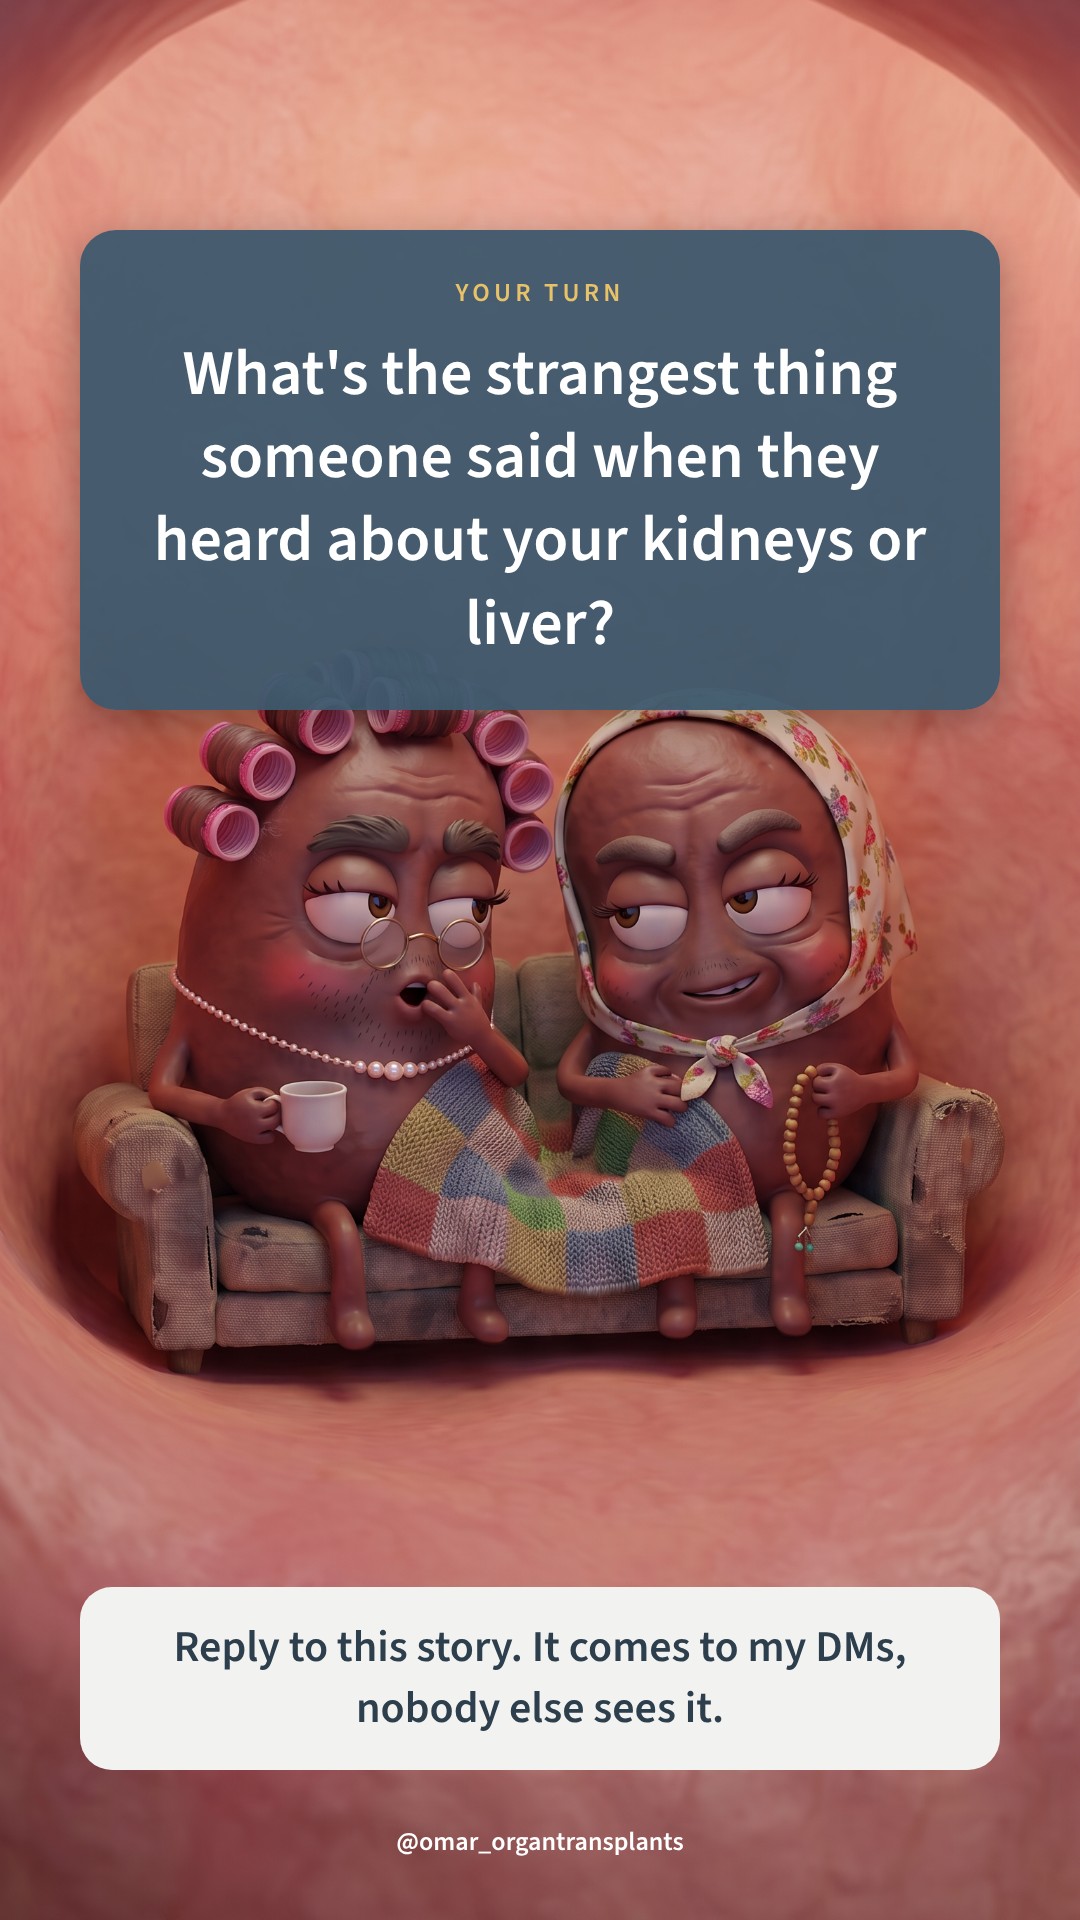 YOUR TURN
What's the strangest thing
someone said when they
heard about your kidneys or
liver?
Reply to this story. It comes to my DMs,
nobody else sees it.
@omar_organtransplants